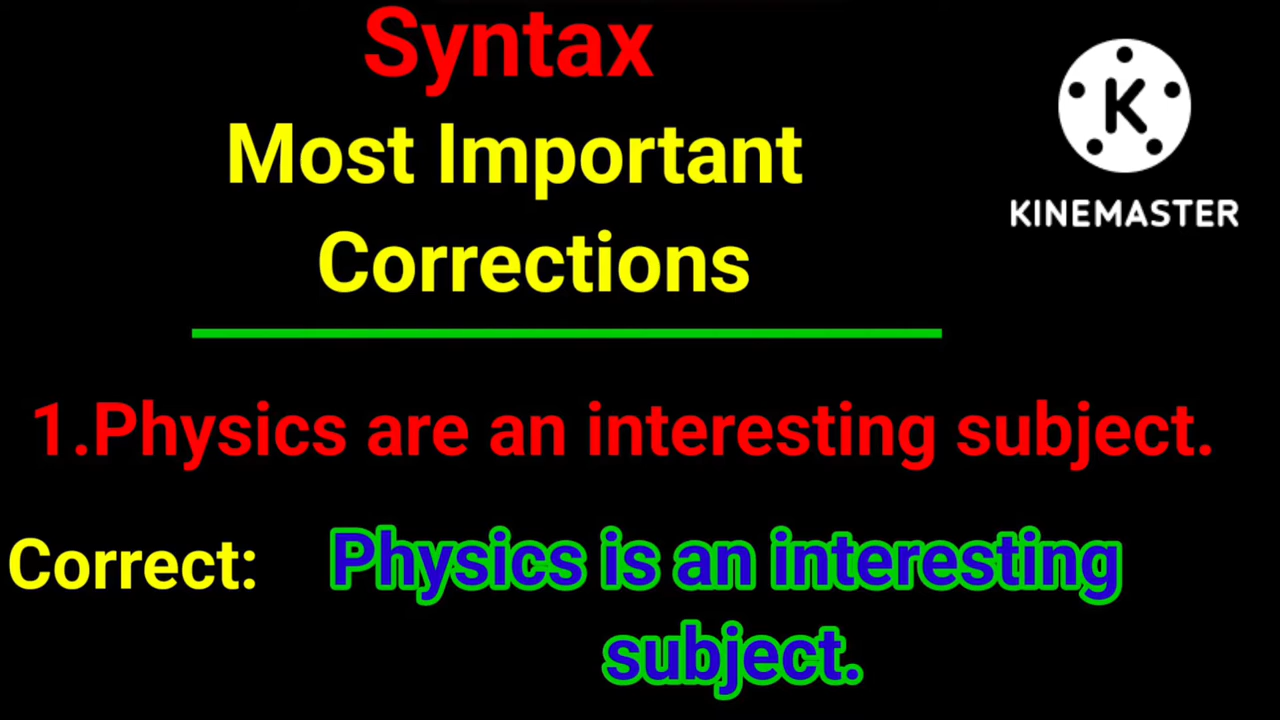 Syntax
Most Important
Corrections
K
KINEMASTER
1.Physics are an interesting subject.
Correct: Physics is an interesting
subject.